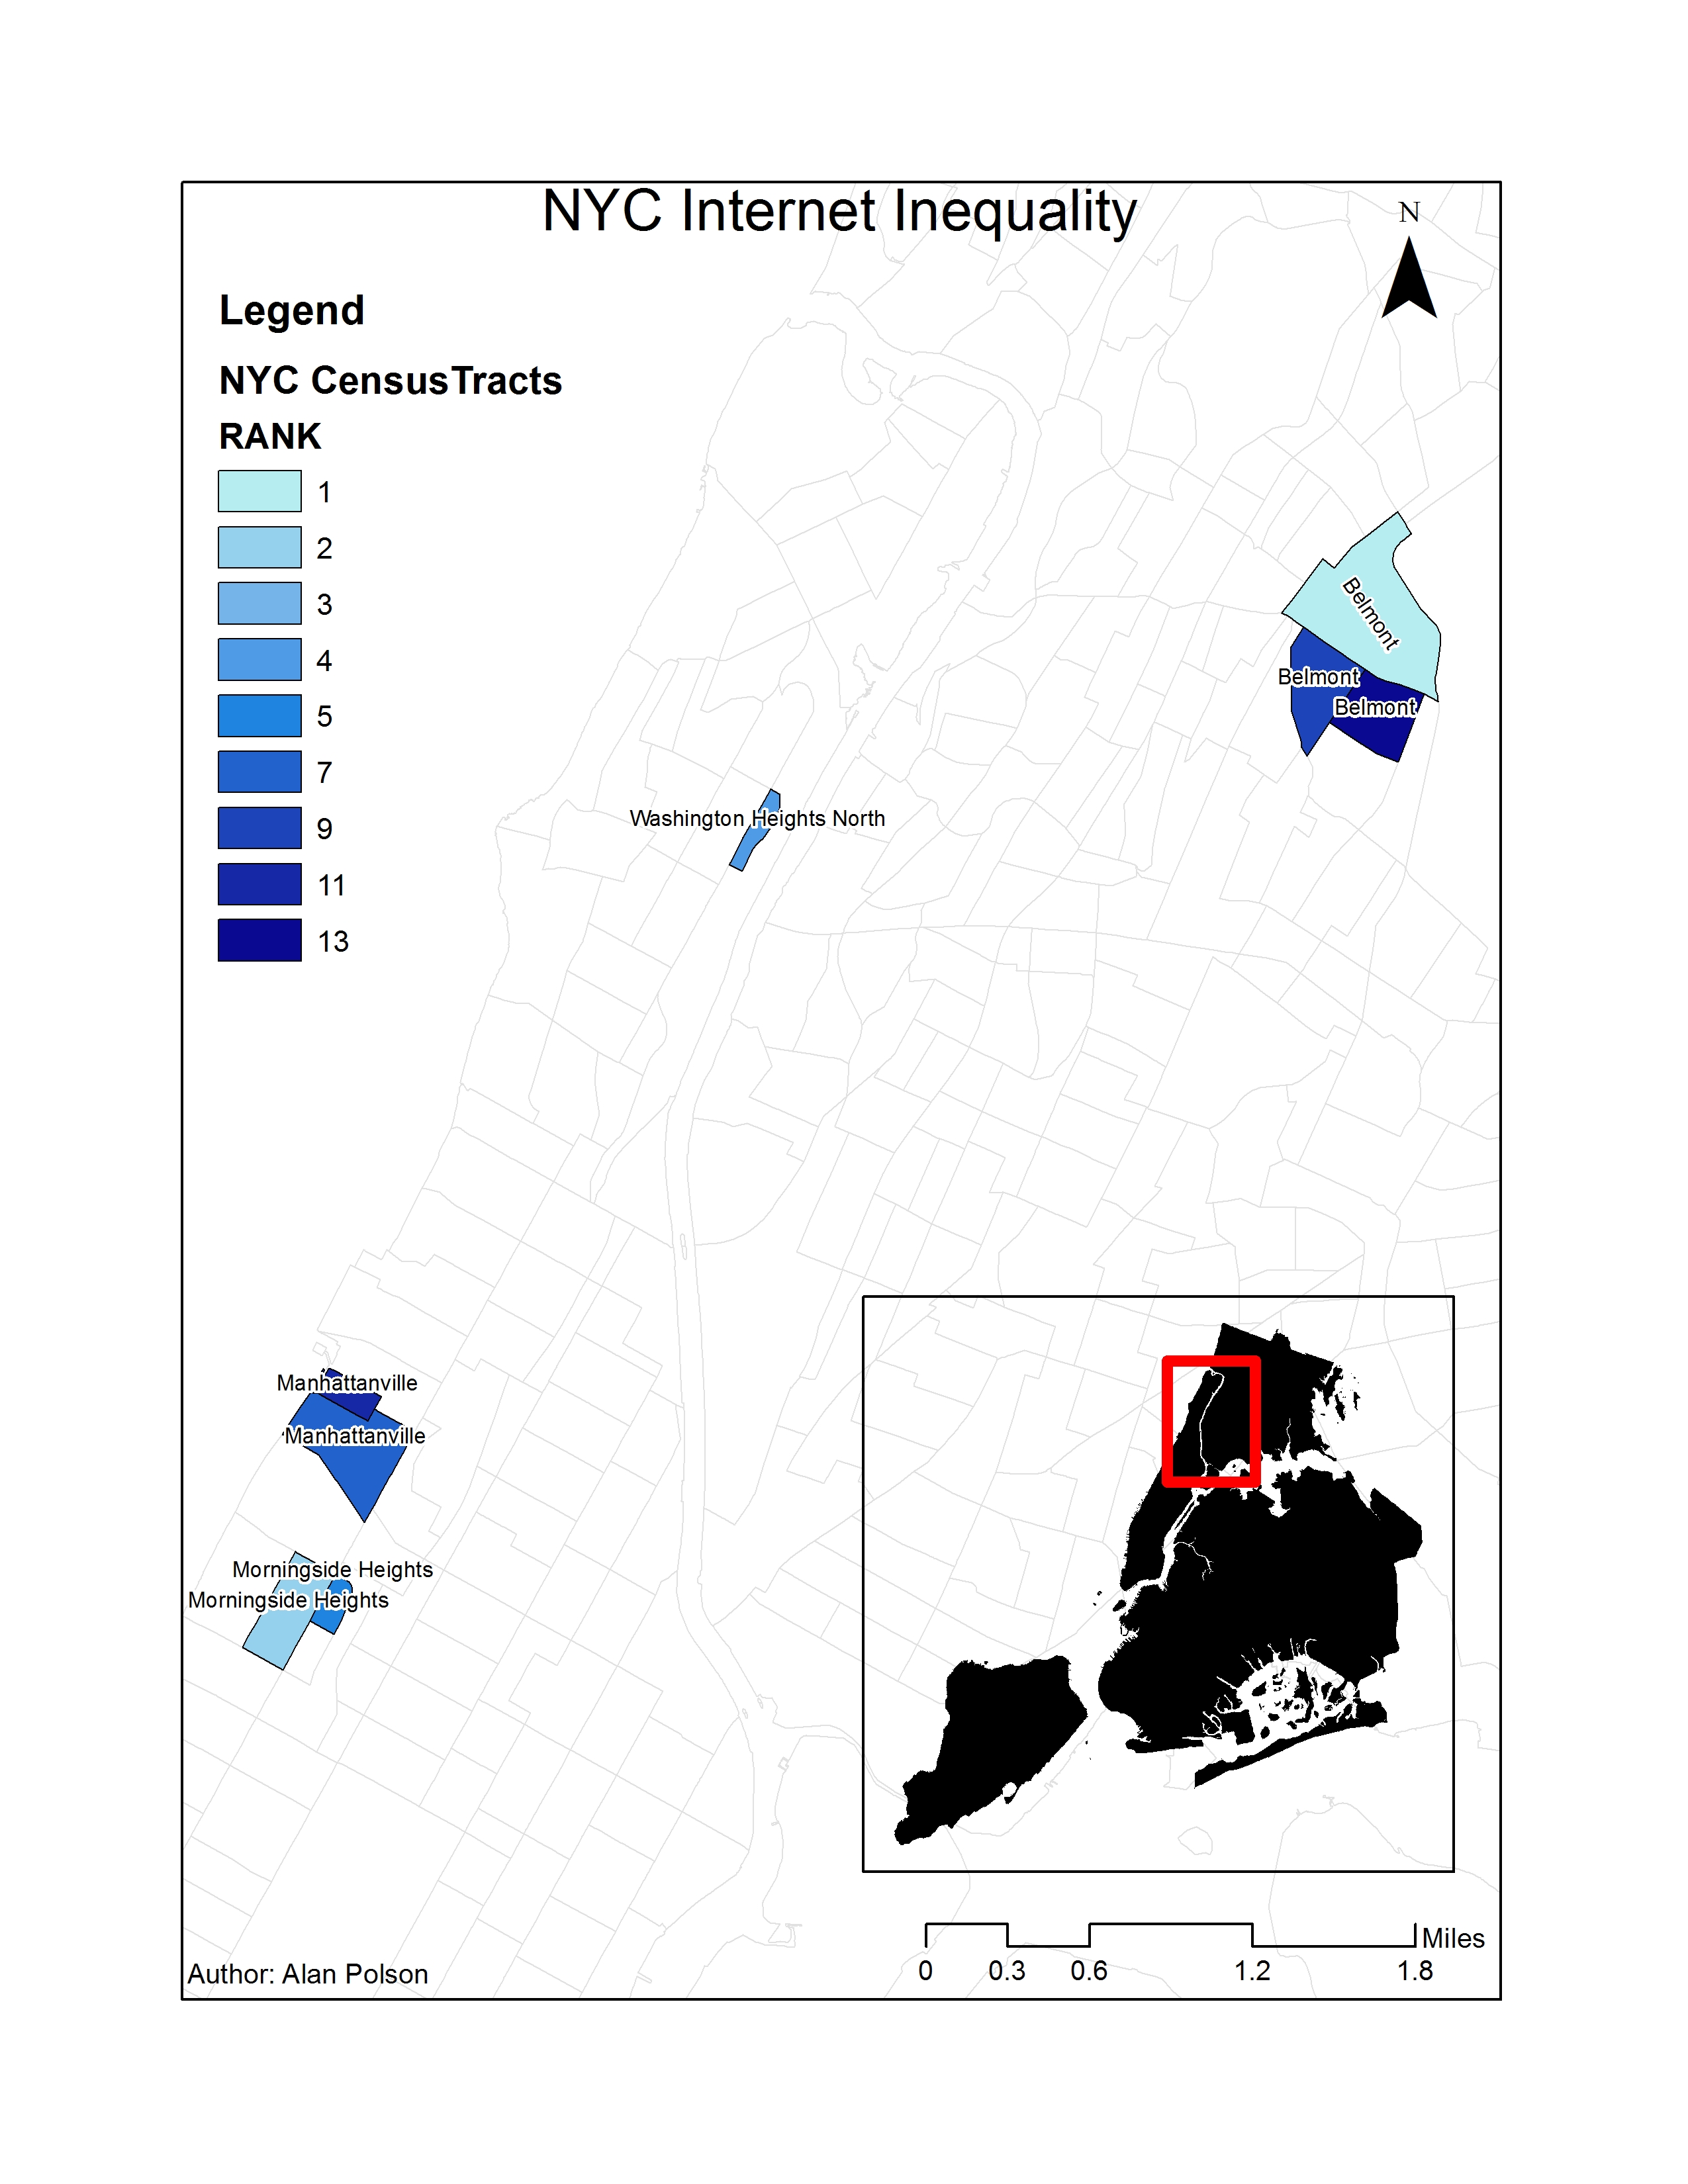 NYC Internet Inequality
N
Legend
NYC CensusTracts
RANK
1
2
3
4
5
7
9
11
13
Belmont
Belmont
Belmont
Washington Heights North
Manhattanville
Manhattanville
Morningside Heights
Morningside Heights
Miles
0 0.3 0.6 1.2 1.8
Author: Alan Polson